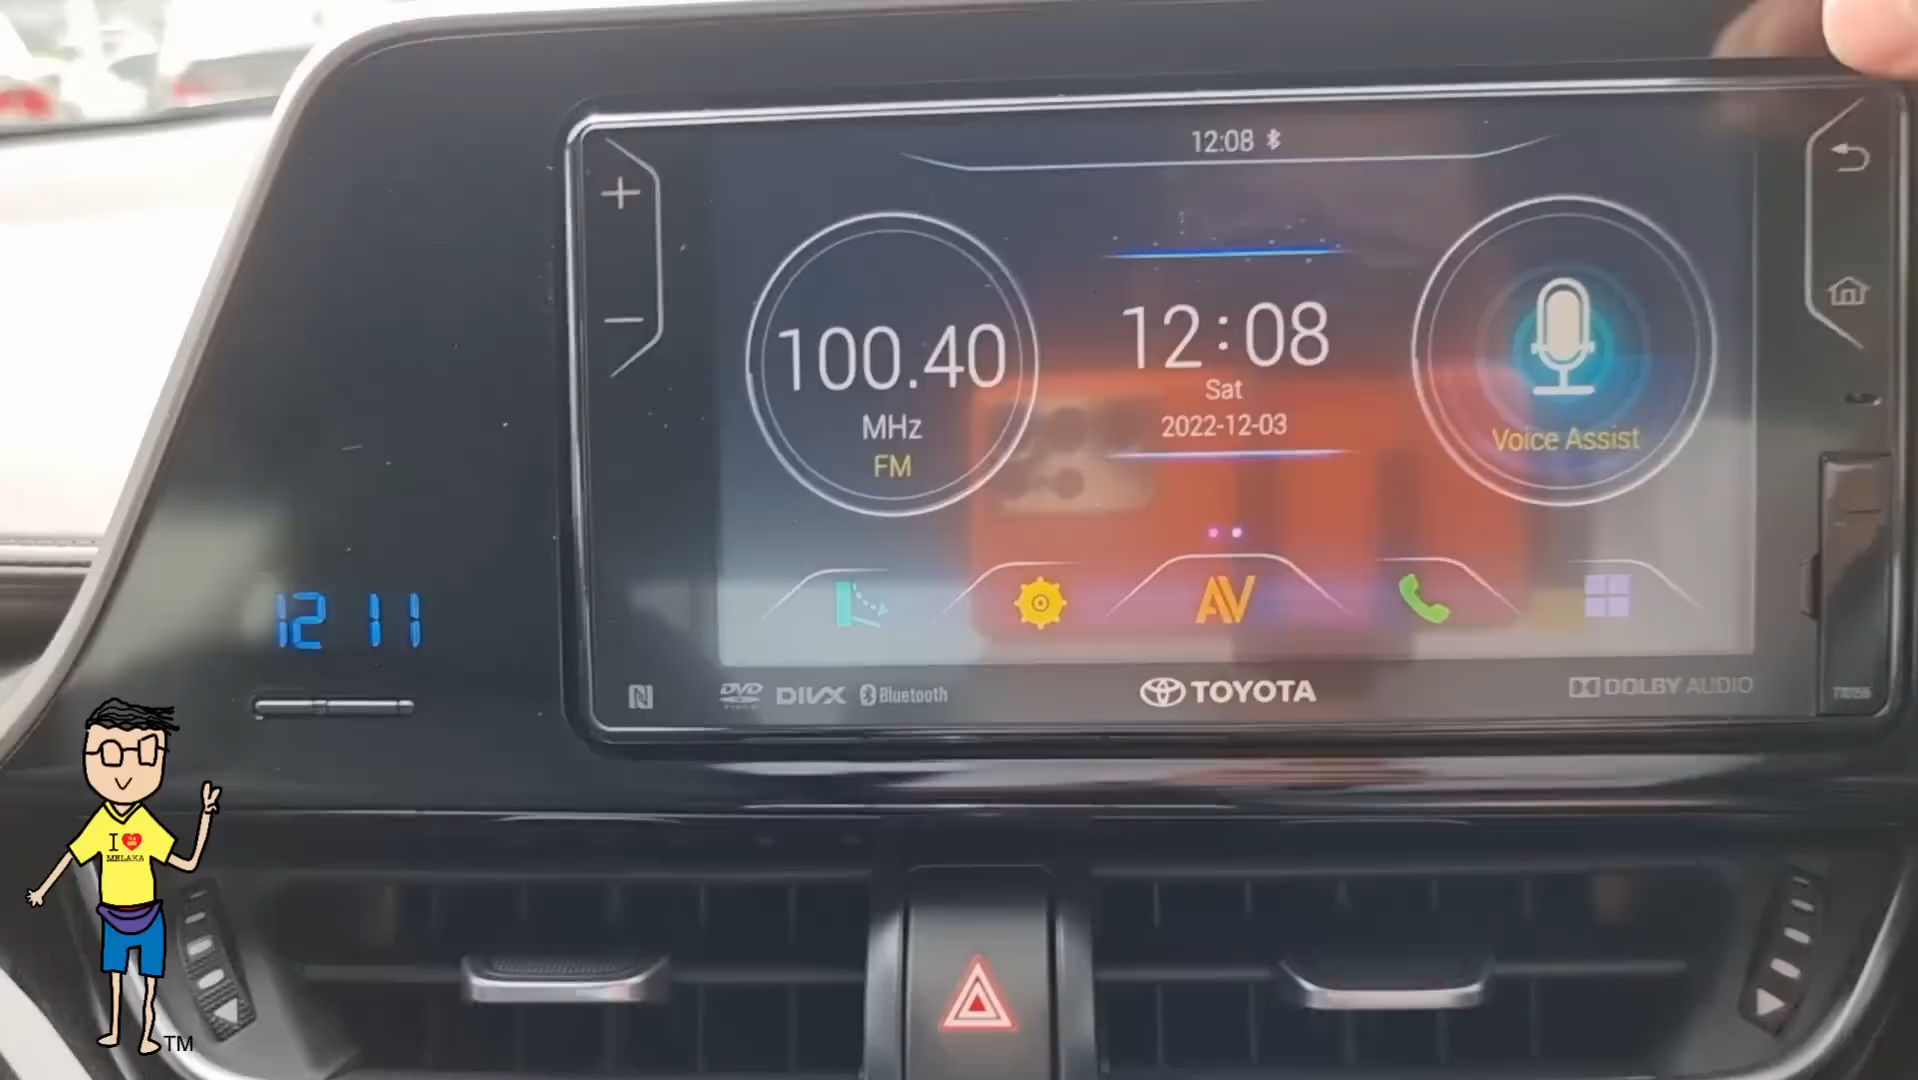 12:08
100.40
MHz
FM
12:08
Sat
2022-12-03
Voice Assist
AV
12 11
DVD
VIDEO
DIVX
Bluetooth
TOYOTA
DOLBY AUDIO
I
MELAKA
TM